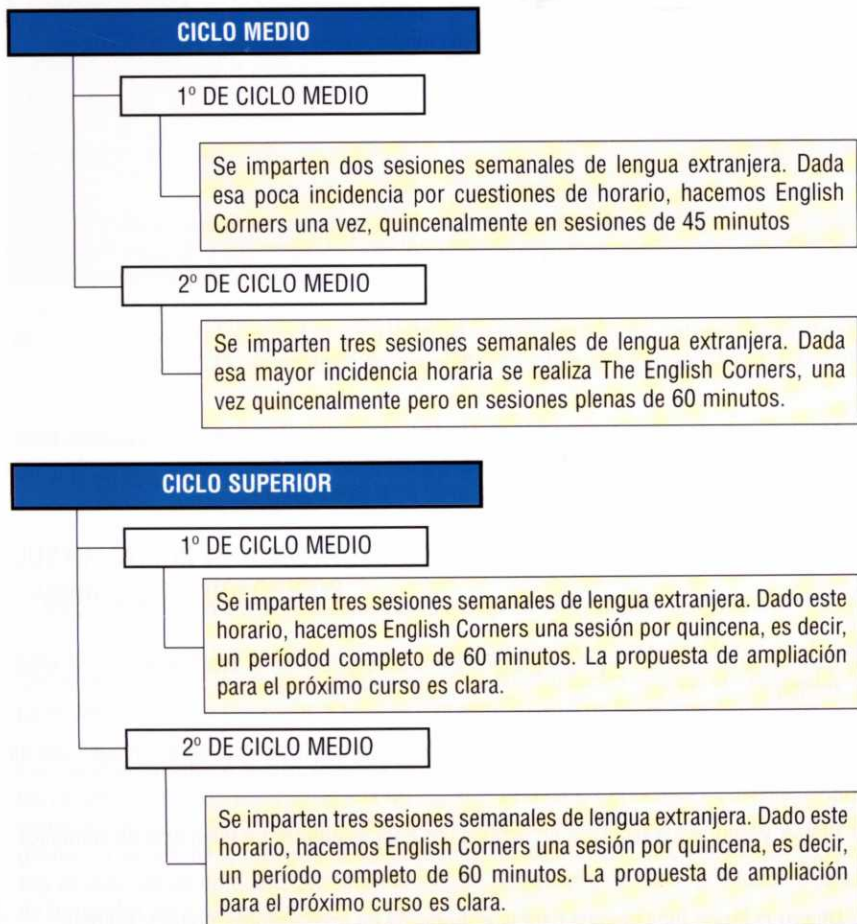 CICLO MEDIO
1º DE CICLO MEDIO
Se imparten dos sesiones semanales de lengua extranjera. Dada
esa poca incidencia por cuestiones de horario, hacemos English
Corners una vez, quincenalmente en sesiones de 45 minutos
2º DE CICLO MEDIO
Se imparten tres sesiones semanales de lengua extranjera. Dada
esa mayor incidencia horaria se realiza The English Corners, una
vez quincenalmente pero en sesiones plenas de 60 minutos.
CICLO SUPERIOR
1º DE CICLO MEDIO
Se imparten tres sesiones semanales de lengua extranjera. Dado este
horario, hacemos English Corners una sesión por quincena, es decir,
un períodod completo de 60 minutos. La propuesta de ampliación
para el próximo curso es clara.
2º DE CICLO MEDIO
Se imparten tres sesiones semanales de lengua extranjera. Dado este
horario, hacemos English Corners una sesión por quincena, es decir,
un período completo de 60 minutos. La propuesta de ampliación
para el próximo curso es clara.